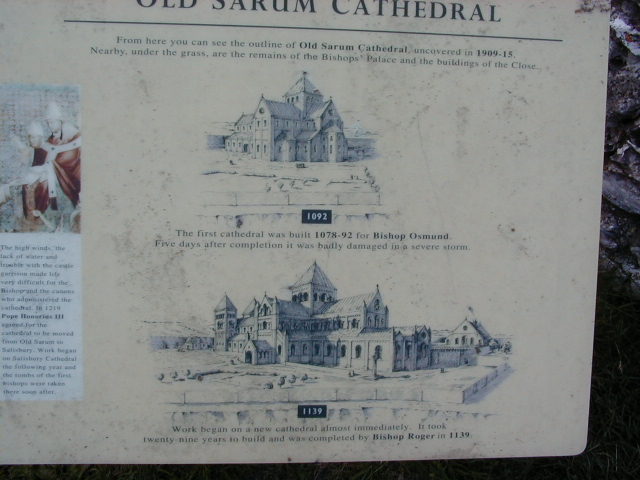 OLD SARUM CATHEDRAL
From here you can see the outline of Old Sarum Cathedral, uncovered in 1909-15.
Nearby, under the grass, are the remains of the Bishops' Palace and the buildings of the Close.
1092
The first cathedral was built 1078-92 for Bishop Osmund.
Five days after completion it was badly damaged in a severe storm.
The high winds, the
lack of water and
trouble with the castle
garrison made life
very difficult for the
Bishop and the canons
who administered the
cathedral. In 1219
Pope Honorius III
agreed for the
cathedral to be moved
from Old Sarum to
Salisbury. Work began
on Salisbury Cathedral
the following year and
the tombs of the first
bishops were taken
there soon after.
1139
Work began on a new cathedral almost immediately. It took
twenty-nine years to build and was completed by Bishop Roger in 1139.